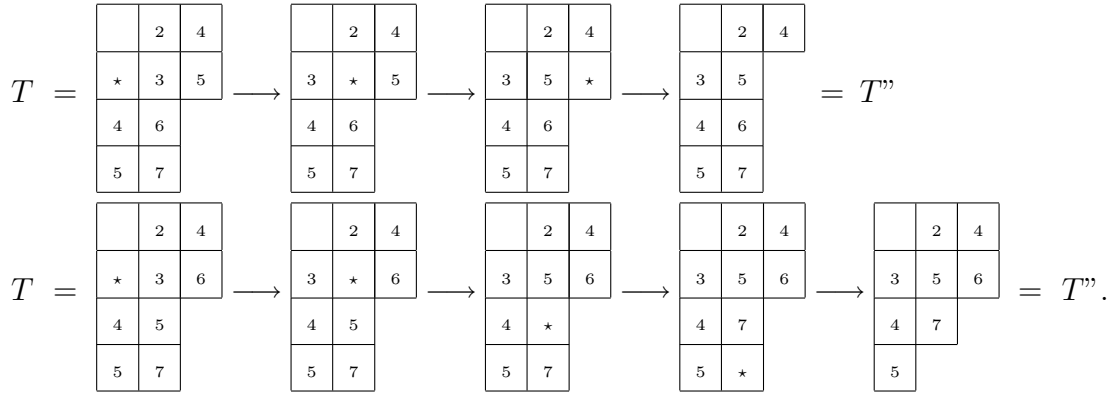 2 4 2 4 2 4 2 4
T = ⋆ 3 5 ⟶ 3 ⋆ 5 ⟶ 3 5 ⋆ ⟶ 3 5 = T”
4 6 4 6 4 6 4 6
5 7 5 7 5 7 5 7
2 4 2 4 2 4 2 4 2 4
T = ⋆ 3 6 ⟶ 3 ⋆ 6 ⟶ 3 5 6 ⟶ 3 5 6 ⟶ 3 5 6 = T”.
4 5 4 5 4 ⋆ 4 7 4 7
5 7 5 7 5 7 5 ⋆ 5